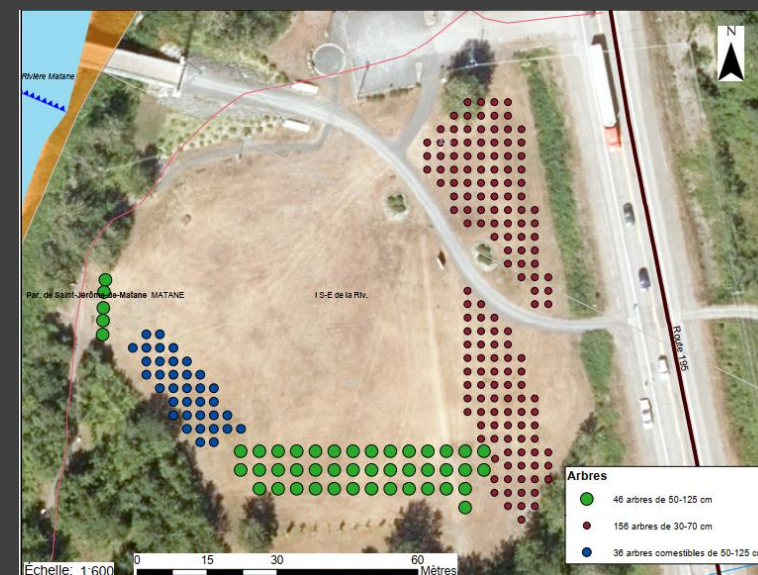 N
Rivière Matane
Par. de Saint-Jérôme-de-Matane MATANE
I S-E de la Riv.
Route 195
Arbres
46 arbres de 50-125 cm
156 arbres de 30-70 cm
36 arbres comestibles de 50-125 cm
Échelle: 1:600
0 15 30 60
Mètres